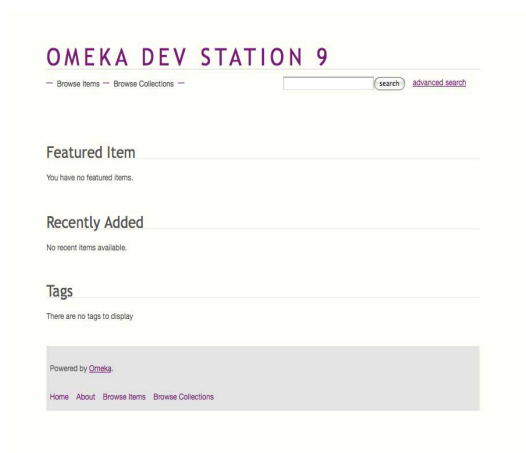 OMEKA DEV STATION 9
— Browse Items — Browse Collections — search advanced search
Featured Item
You have no featured items.
Recently Added
No recent items available.
Tags
There are no tags to display
Powered by Omeka.
Home About Browse Items Browse Collections